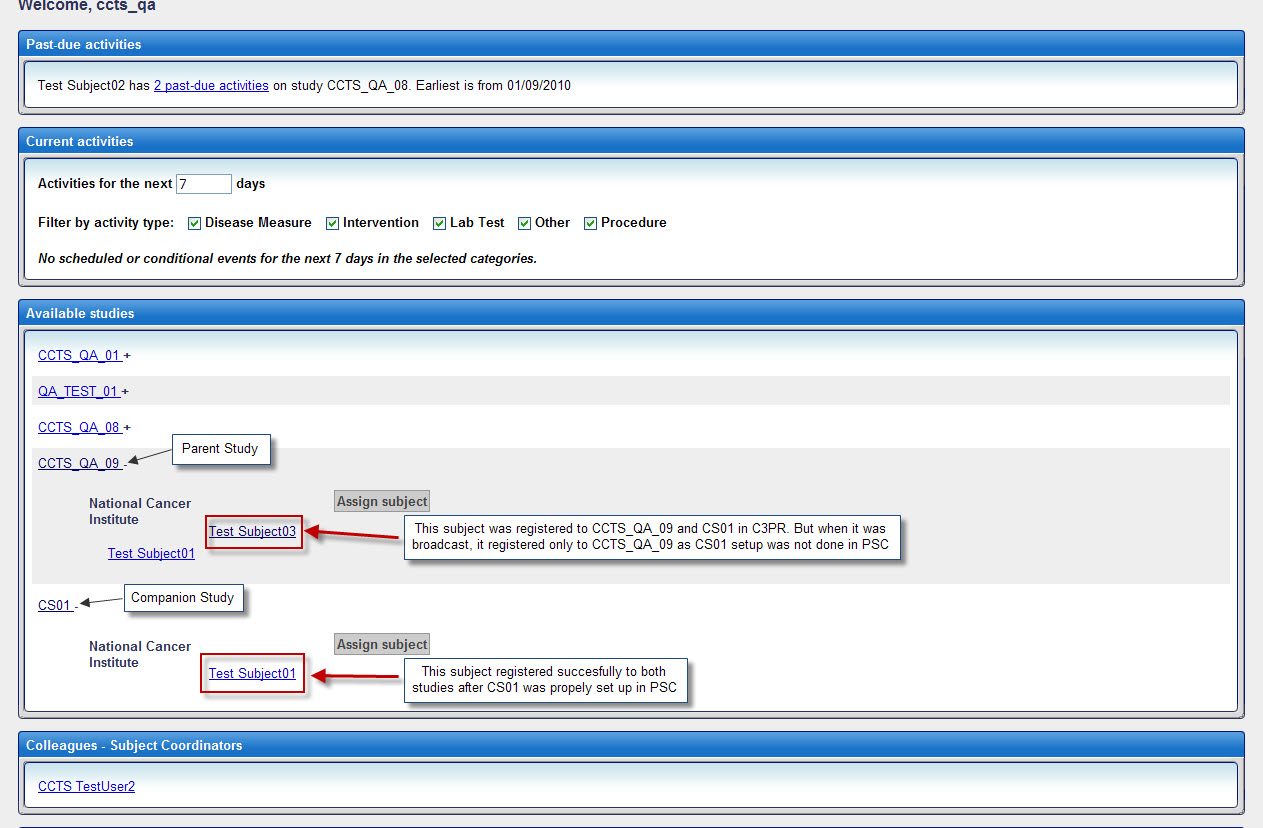 Welcome, ccts_qa
Past-due activities
Test Subject02 has 2 past-due activities on study CCTS_QA_08. Earliest is from 01/09/2010
Current activities
Activities for the next 7 days
Filter by activity type: Disease Measure Intervention Lab Test Other Procedure
No scheduled or conditional events for the next 7 days in the selected categories.
Available studies
CCTS_QA_01 +
QA_TEST_01 +
CCTS_QA_08 +
CCTS_QA_09 -
Parent Study
National Cancer
Institute
Assign subject
Test Subject03
Test Subject01
This subject was registered to CCTS_QA_09 and CS01 in C3PR. But when it was
broadcast, it registered only to CCTS_QA_09 as CS01 setup was not done in PSC
CS01 -
Companion Study
National Cancer
Institute
Assign subject
Test Subject01
This subject registered succesfully to both
studies after CS01 was propely set up in PSC
Colleagues - Subject Coordinators
CCTS TestUser2